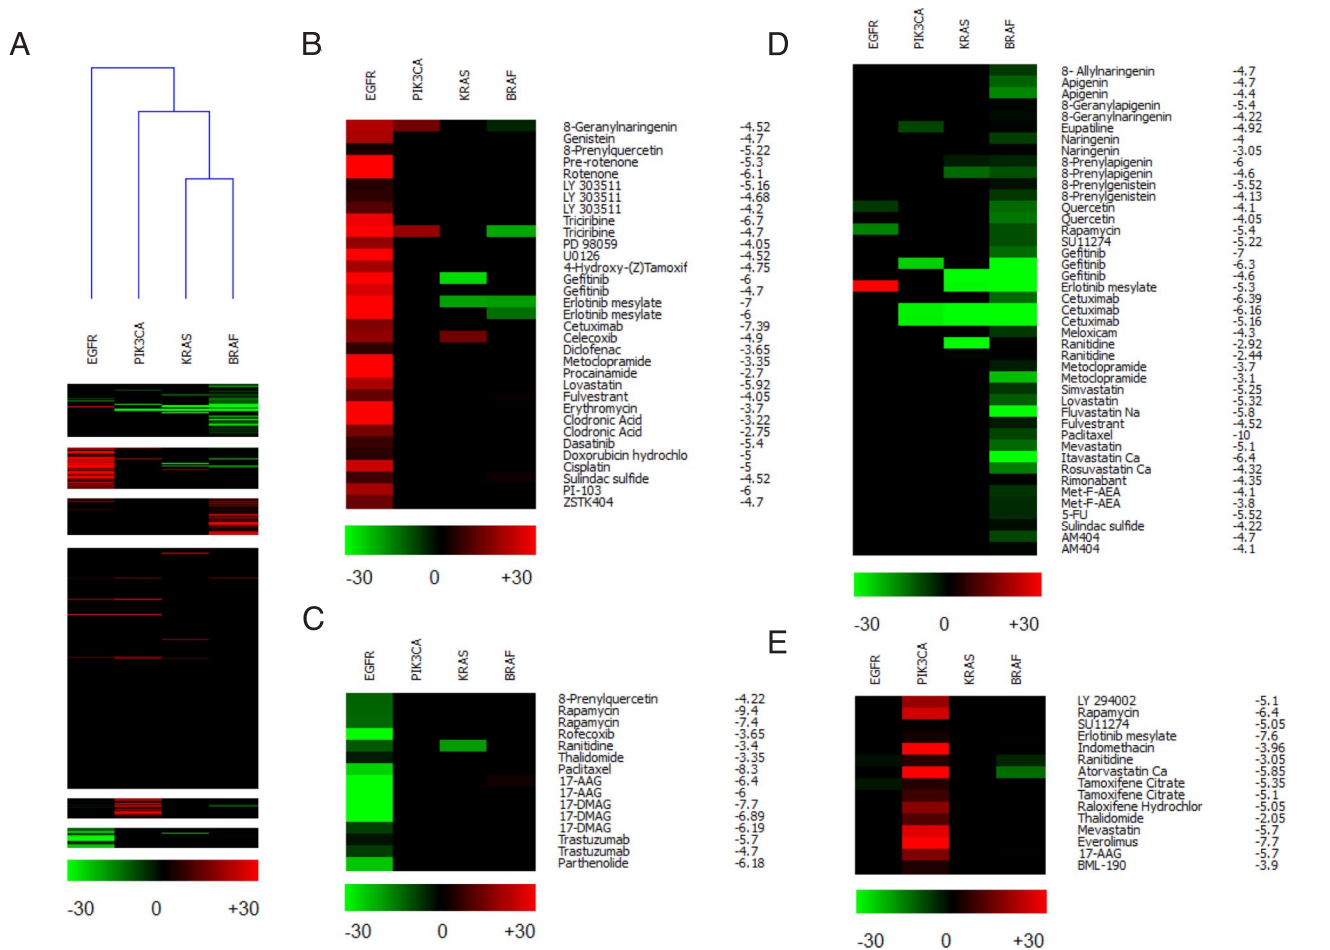 A
EGFR
PIK3CA
KRAS
BRAF
-30 0 +30
B
EGFR
PIK3CA
KRAS
BRAF
8-Geranylnaringenin -4.52
Genistein -4.7
8-Prenylquercetin -5.22
Pre-rotenone -5.3
Rotenone -6.1
LY 303511 -5.16
LY 303511 -4.68
LY 303511 -4.2
Triciribine -6.7
Triciribine -4.7
PD 98059 -4.05
U0126 -4.52
4-Hydroxy-(Z)Tamoxif -4.75
Gefitinib -6
Gefitinib -4.7
Erlotinib mesylate -7
Erlotinib mesylate -6
Cetuximab -7.39
Celecoxib -4.9
Diclofenac -3.65
Metoclopramide -3.35
Procainamide -2.7
Lovastatin -5.92
Fulvestrant -4.05
Erythromycin -3.7
Clodronic Acid -3.22
Clodronic Acid -2.75
Dasatinib -5.4
Doxorubicin hydrochlo -5
Cisplatin -5
Sulindac sulfide -4.52
PI-103 -6
ZSTK404 -4.7
-30 0 +30
C
EGFR
PIK3CA
KRAS
BRAF
8-Prenylquercetin -4.22
Rapamycin -9.4
Rapamycin -7.4
Rofecoxib -3.65
Ranitidine -3.4
Thalidomide -3.35
Paclitaxel -8.3
17-AAG -6.4
17-AAG -6
17-DMAG -7.7
17-DMAG -6.89
17-DMAG -6.19
Trastuzumab -5.7
Trastuzumab -4.7
Parthenolide -6.18
-30 0 +30
D
EGFR
PIK3CA
KRAS
BRAF
8- Allylnaringenin -4.7
Apigenin -4.7
Apigenin -4.4
8-Geranylapigenin -5.4
8-Geranylnaringenin -4.22
Eupatiline -4.92
Naringenin -4
Naringenin -3.05
8-Prenylapigenin -6
8-Prenylapigenin -4.6
8-Prenylgenistein -5.52
8-Prenylgenistein -4.13
Quercetin -4.1
Quercetin -4.05
Rapamycin -5.4
SU11274 -5.22
Gefitinib -7
Gefitinib -6.3
Gefitinib -4.6
Erlotinib mesylate -5.3
Cetuximab -6.39
Cetuximab -6.16
Cetuximab -5.16
Meloxicam -4.3
Ranitidine -2.92
Ranitidine -2.44
Metoclopramide -3.7
Metoclopramide -3.1
Simvastatin -5.25
Lovastatin -5.32
Fluvastatin Na -5.8
Fulvestrant -4.52
Paclitaxel -10
Mevastatin -5.1
Itavastatin Ca -6.4
Rosuvastatin Ca -4.32
Rimonabant -4.35
Met-F-AEA -4.1
Met-F-AEA -3.8
5-FU -5.52
Sulindac sulfide -4.22
AM404 -4.7
AM404 -4.1
-30 0 +30
E
EGFR
PIK3CA
KRAS
BRAF
LY 294002 -5.1
Rapamycin -6.4
SU11274 -5.05
Erlotinib mesylate -7.6
Indomethacin -3.96
Ranitidine -3.05
Atorvastatin Ca -5.85
Tamoxifene Citrate -5.35
Tamoxifene Citrate -5.1
Raloxifene Hydrochlor -5.05
Thalidomide -2.05
Mevastatin -5.7
Everolimus -7.7
17-AAG -5.7
BML-190 -3.9
-30 0 +30